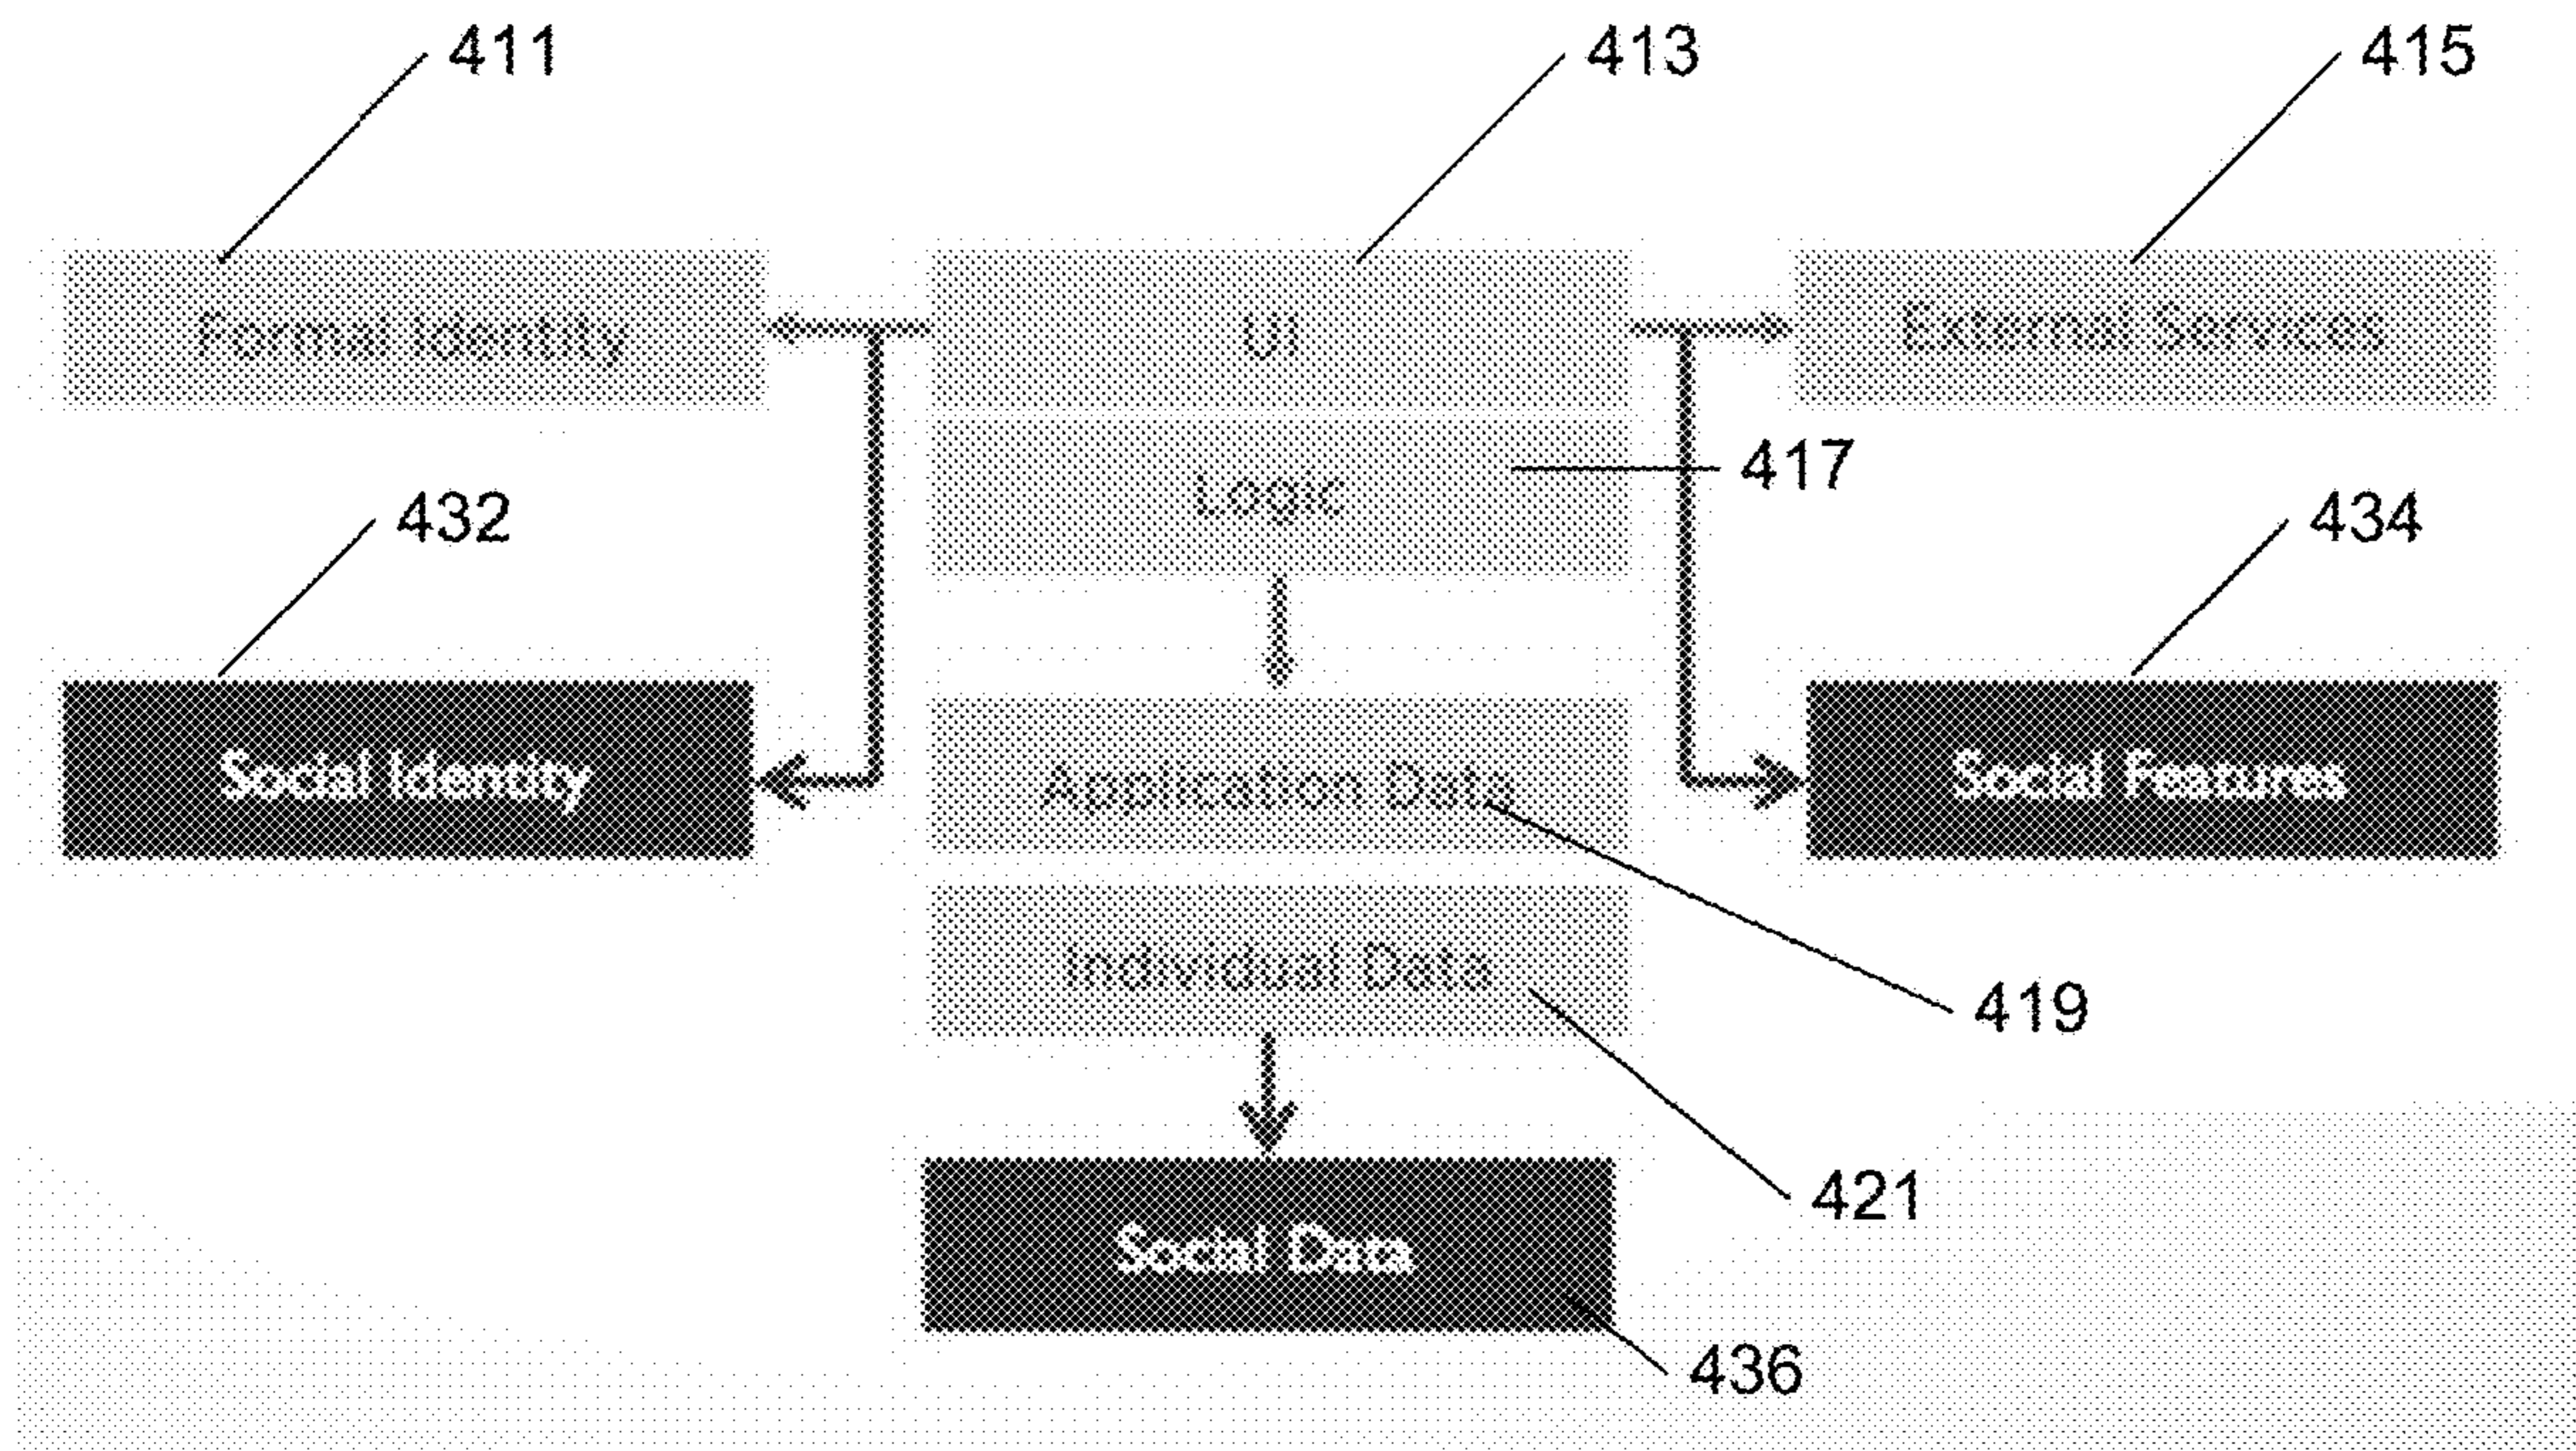 411
413
415
Formal Identity
UI
External Services
417
Logic
432
434
Social Identity
Application Data
Social Features
Individual Data
419
421
Social Data
436